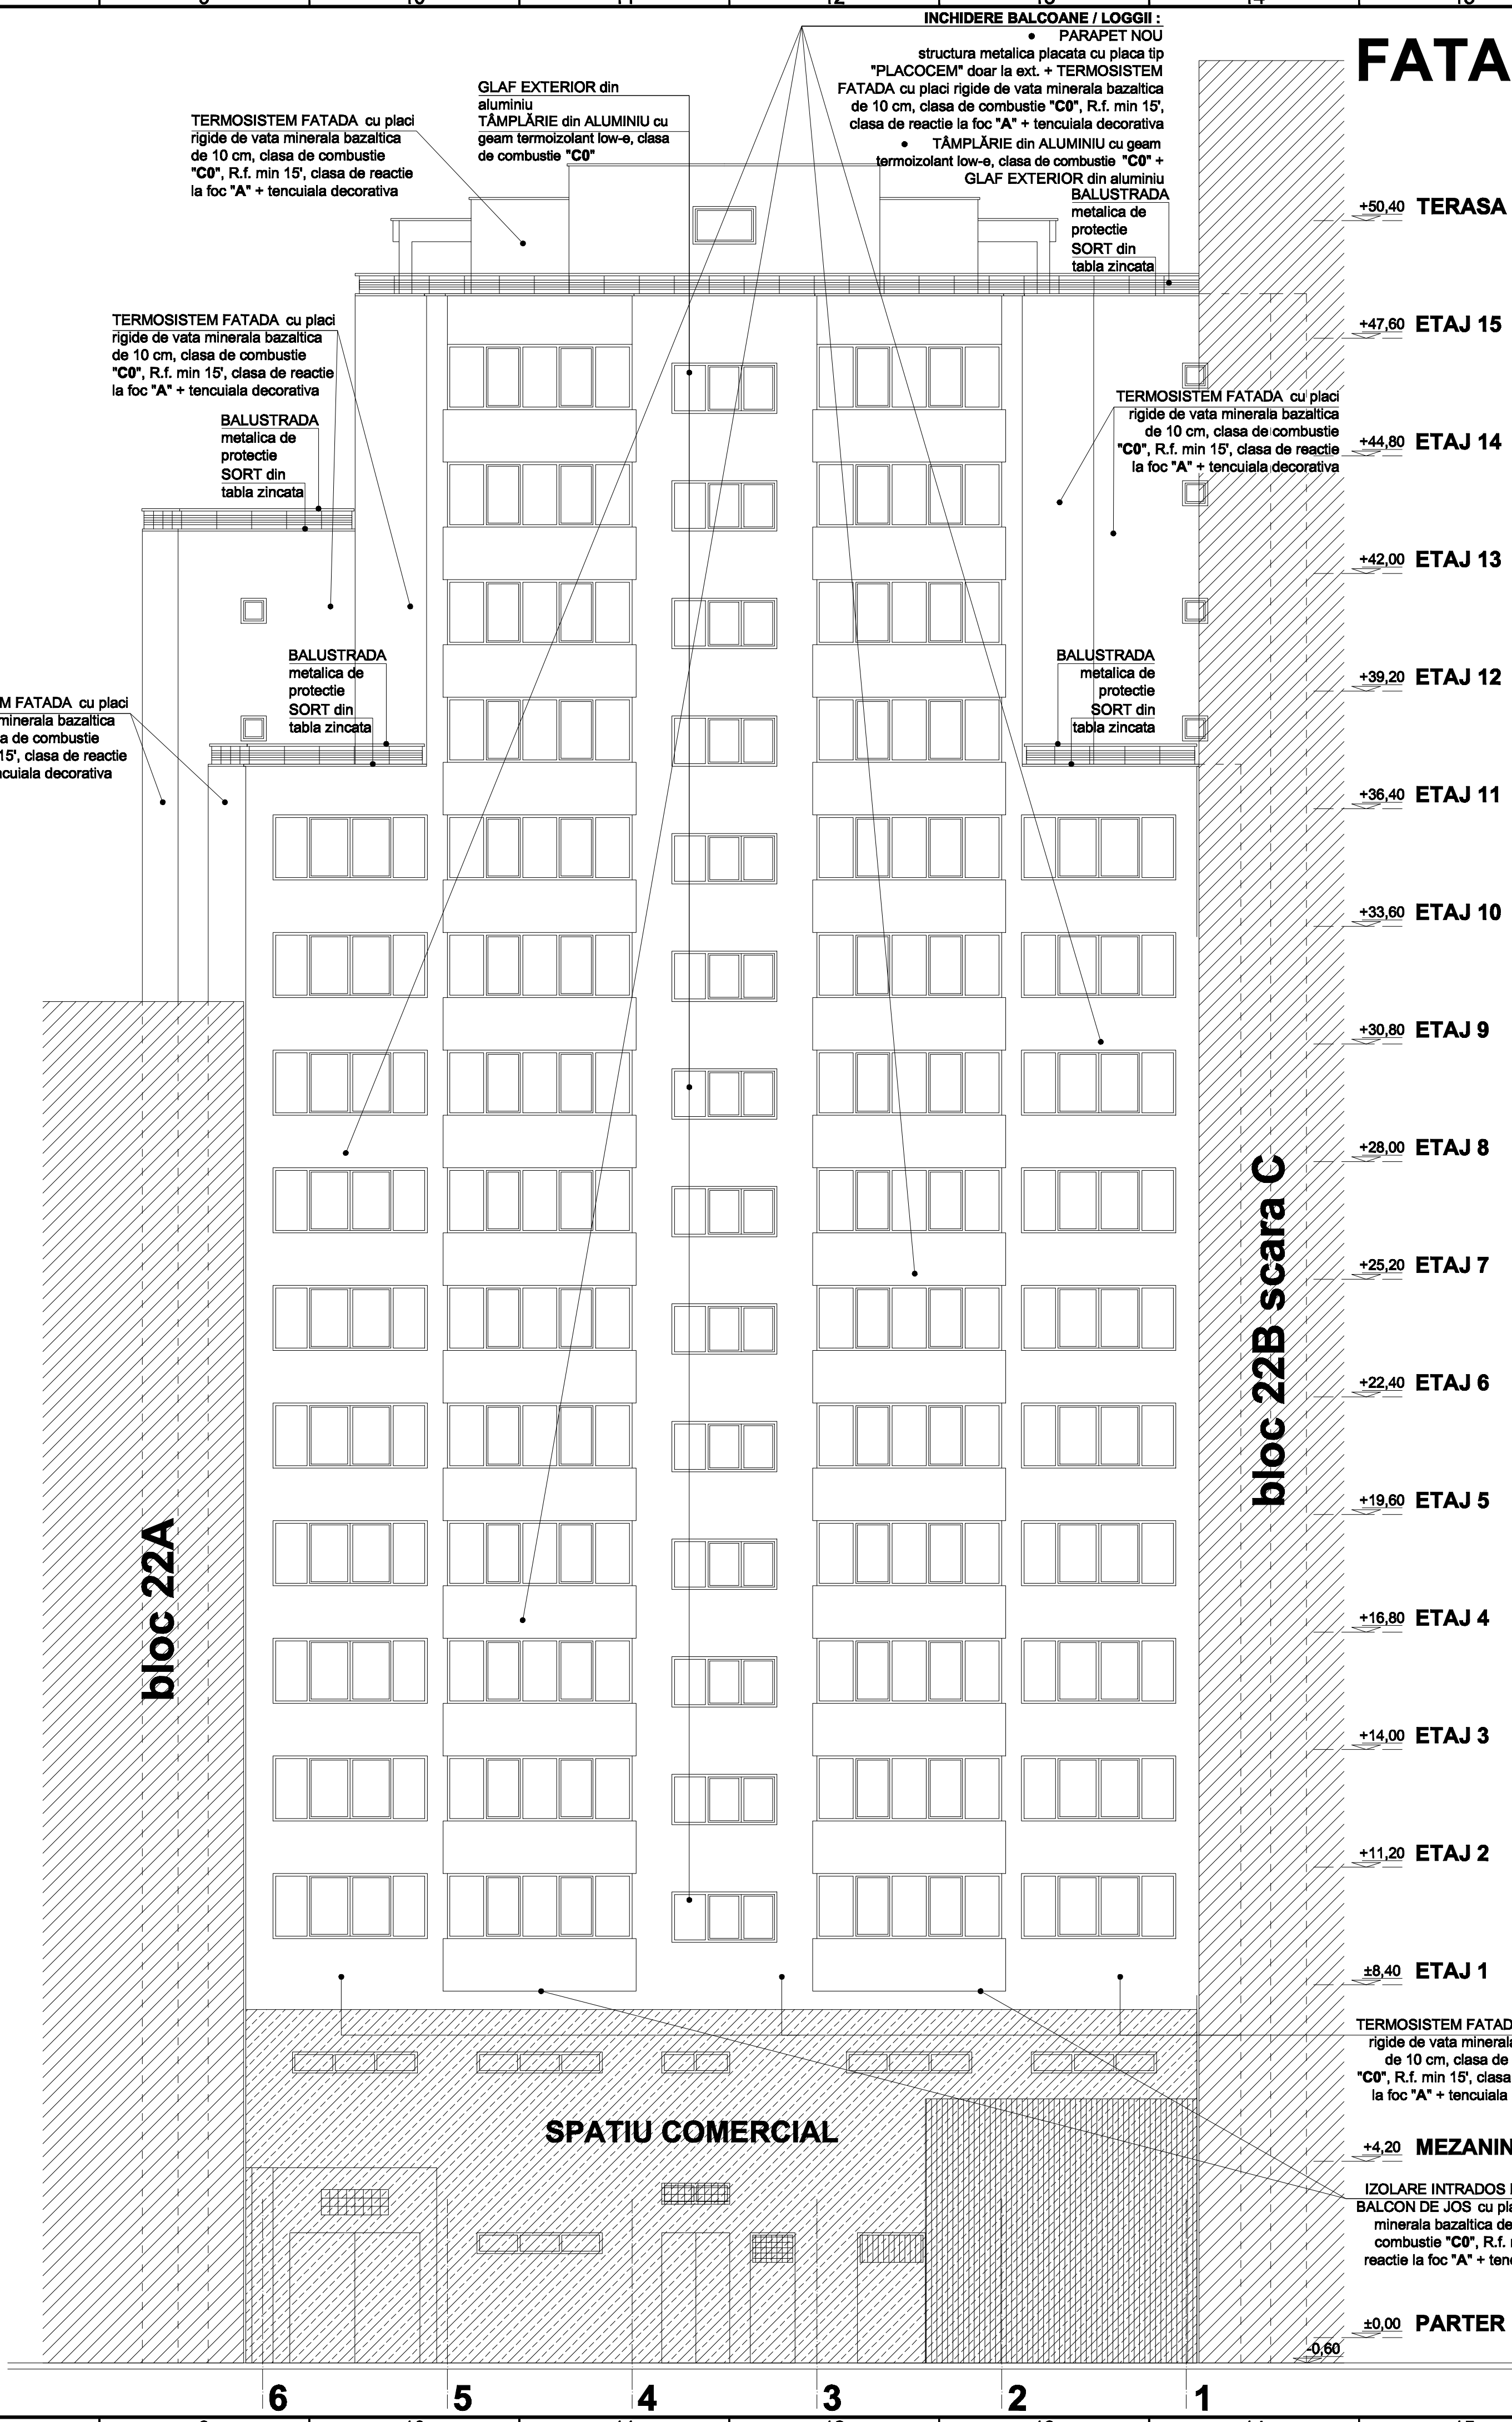 INCHIDERE BALCOANE / LOGGII :
• PARAPET NOU
structura metalica placata cu placa tip
"PLACOCEM" doar la ext. + TERMOSISTEM
FATADA cu placi rigide de vata minerala bazaltica
de 10 cm, clasa de combustie "C0", R.f. min 15',
clasa de reactie la foc "A" + tencuiala decorativa
• TÂMPLĂRIE din ALUMINIU cu geam
termoizolant low-e, clasa de combustie "C0" +
GLAF EXTERIOR din aluminiu
FATA
GLAF EXTERIOR din
aluminiu
TÂMPLĂRIE din ALUMINIU cu
geam termoizolant low-e, clasa
de combustie "C0"
TERMOSISTEM FATADA cu placi
rigide de vata minerala bazaltica
de 10 cm, clasa de combustie
"C0", R.f. min 15', clasa de reactie
la foc "A" + tencuiala decorativa
BALUSTRADA
metalica de
protectie
SORT din
tabla zincata
+50,40 TERASA
TERMOSISTEM FATADA cu placi
rigide de vata minerala bazaltica
de 10 cm, clasa de combustie
"C0", R.f. min 15', clasa de reactie
la foc "A" + tencuiala decorativa
+47,60 ETAJ 15
BALUSTRADA
metalica de
protectie
SORT din
tabla zincata
TERMOSISTEM FATADA cu placi
rigide de vata minerala bazaltica
de 10 cm, clasa de combustie
"C0", R.f. min 15', clasa de reactie
la foc "A" + tencuiala decorativa
+44,80 ETAJ 14
+42,00 ETAJ 13
BALUSTRADA
metalica de
protectie
SORT din
tabla zincata
BALUSTRADA
metalica de
protectie
SORT din
tabla zincata
+39,20 ETAJ 12
M FATADA cu placi
minerala bazaltica
a de combustie
15', clasa de reactie
ncuiala decorativa
+36,40 ETAJ 11
+33,60 ETAJ 10
+30,80 ETAJ 9
+28,00 ETAJ 8
+25,20 ETAJ 7
bloc 22B scara C
+22,40 ETAJ 6
+19,60 ETAJ 5
bloc 22A
+16,80 ETAJ 4
+14,00 ETAJ 3
+11,20 ETAJ 2
±8,40 ETAJ 1
TERMOSISTEM FATAD
rigide de vata minerala
de 10 cm, clasa de
"C0", R.f. min 15', clasa
la foc "A" + tencuiala
SPATIU COMERCIAL
+4,20 MEZANIN
IZOLARE INTRADOS
BALCON DE JOS cu pla
minerala bazaltica de
combustie "C0", R.f.
reactie la foc "A" + ten
±0,00 PARTER
-0,60
6 5 4 3 2 1